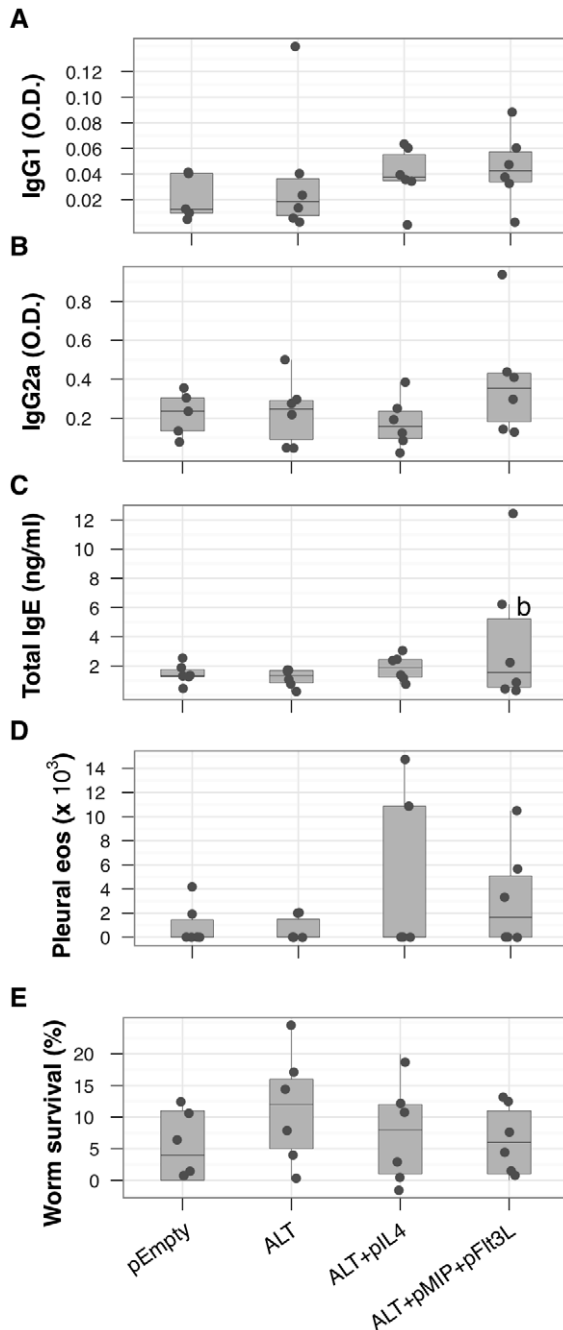 A
IgG1 (O.D.)
0.12
0.10
0.08
0.06
0.04
0.02
B
IgG2a (O.D.)
0.8
0.6
0.4
0.2
C
Total IgE (ng/ml)
12
10
8
6
4
2
b
D
Pleural eos (x 10³)
14
12
10
8
6
4
2
0
E
Worm survival (%)
20
15
10
5
0
pEmpty
ALT
ALT+pIL4
ALT+pMIP+pFlt3L